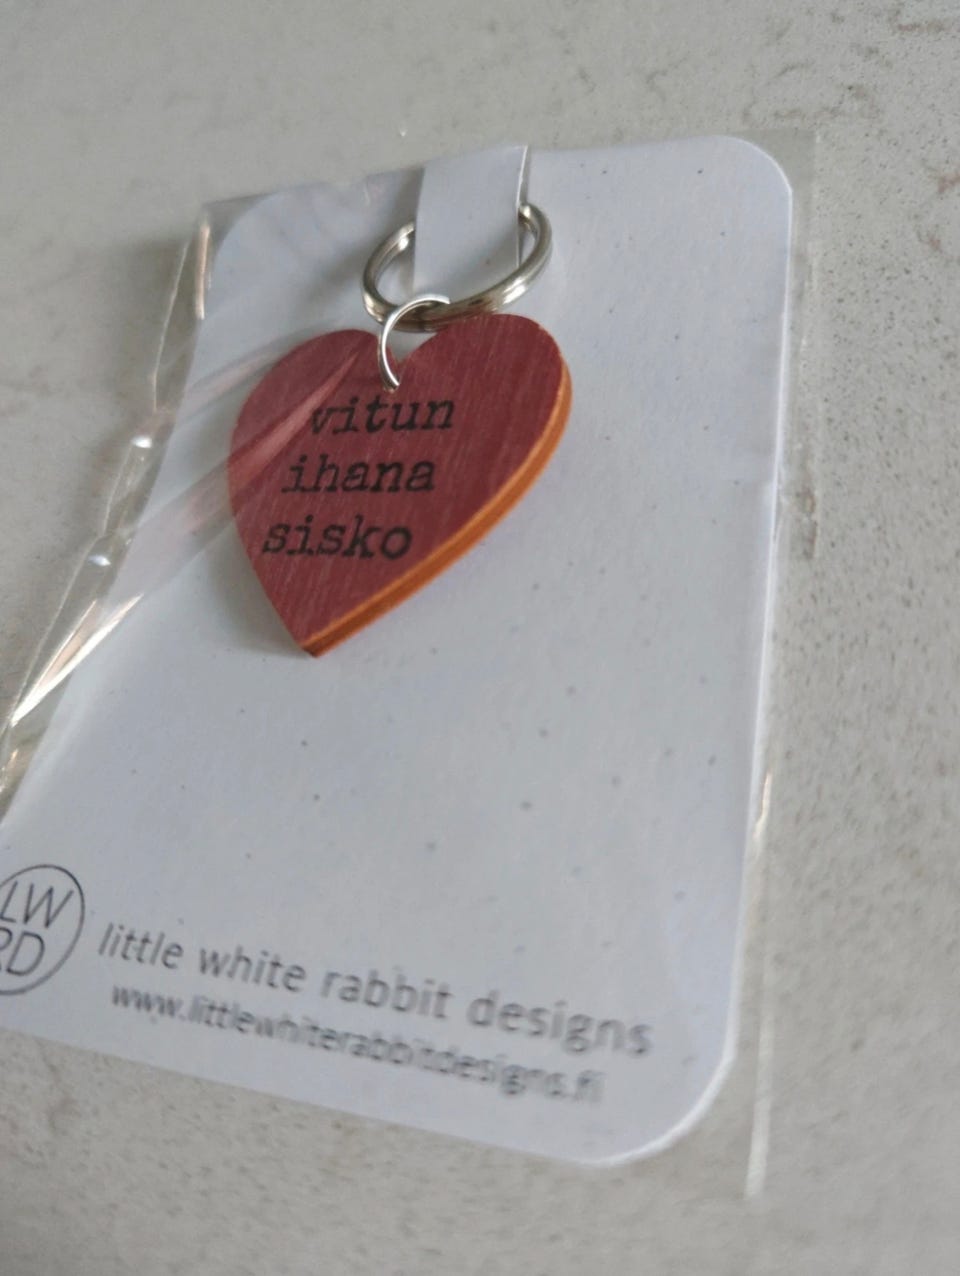 vitun
ihana
sisko
LW
RD
little white rabbit designs
www.littlewhiterabbitdesigns.fi